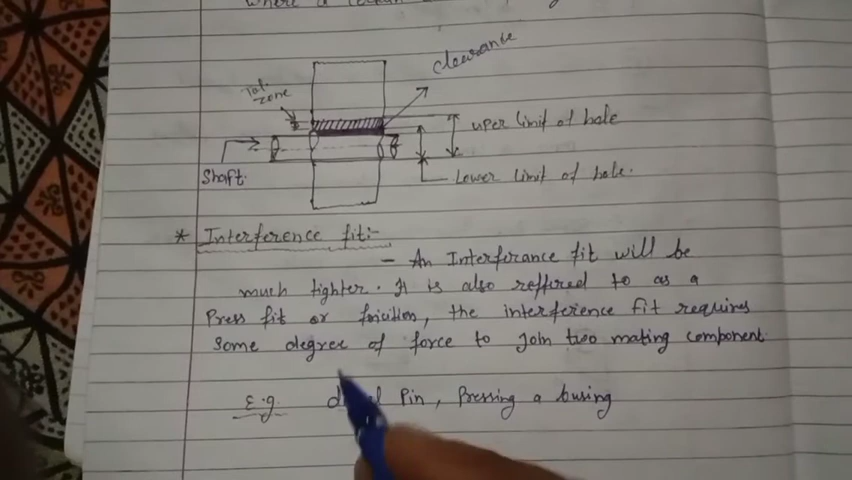 where a
clearance
Tol.
zone
uper limit of hole
Shaft.
Lower limit of hole.
* Interference fit:-
- An Interferance fit will be
much tighter. It is also reffered to as a
Press fit or friction, the interference fit requires
some degree of force to join two mating component.
E.g. Pin, Pressing a busing